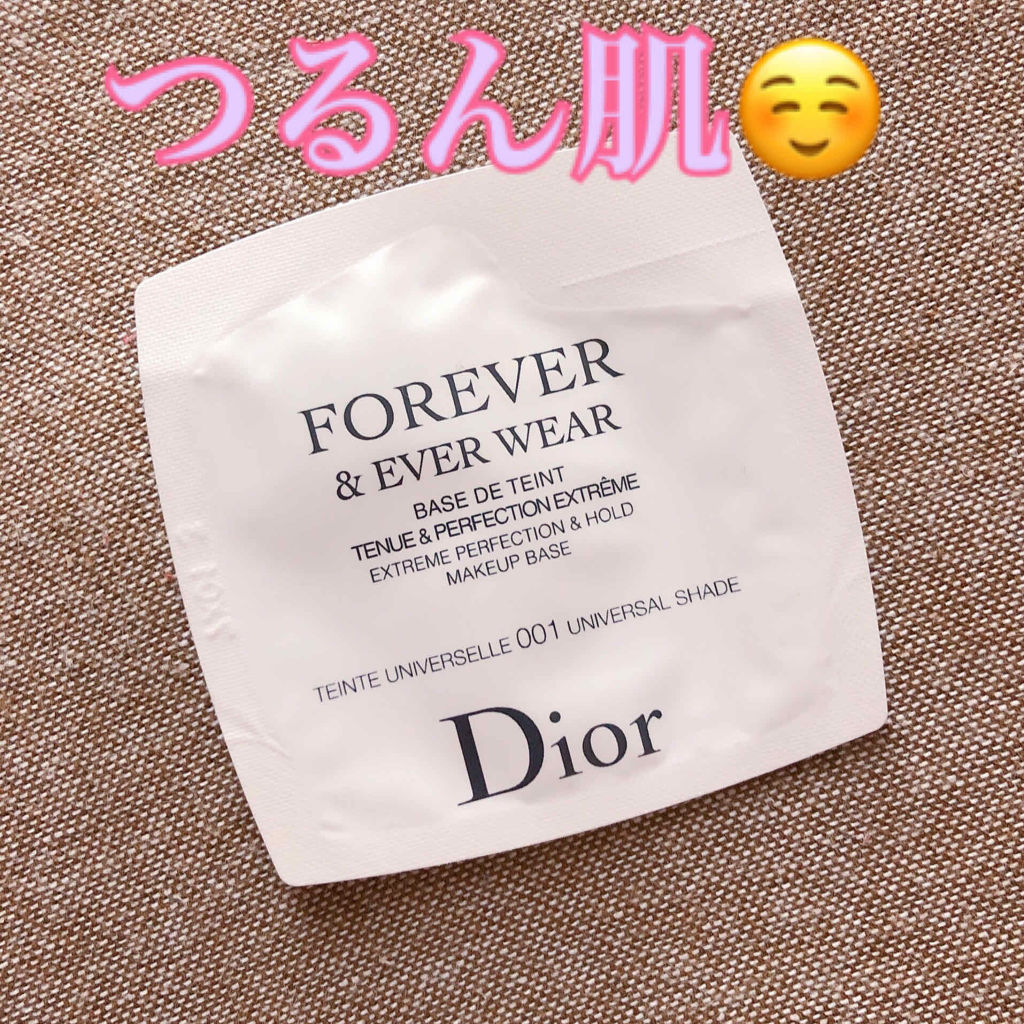 つるん肌☺️
FOREVER
& EVER WEAR
BASE DE TEINT
TENUE & PERFECTION EXTRÊME
EXTREME PERFECTION & HOLD
MAKEUP BASE
TEINTE UNIVERSELLE 001 UNIVERSAL SHADE
Dior